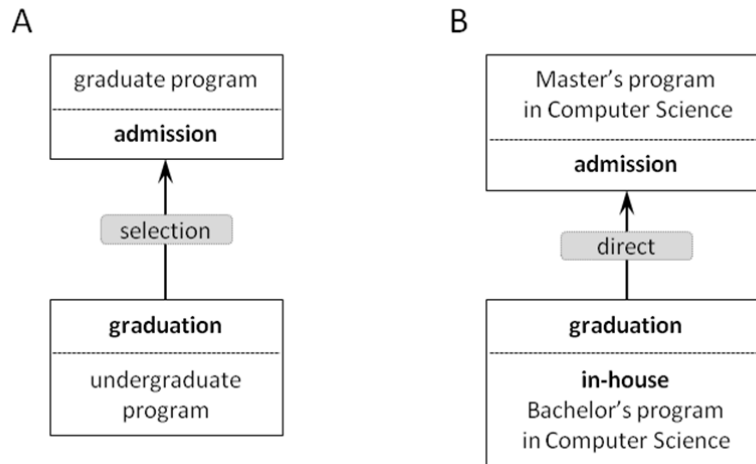 A
graduate program
admission
selection
graduation
undergraduate
program
B
Master's program
in Computer Science
admission
direct
graduation
in-house
Bachelor's program
in Computer Science